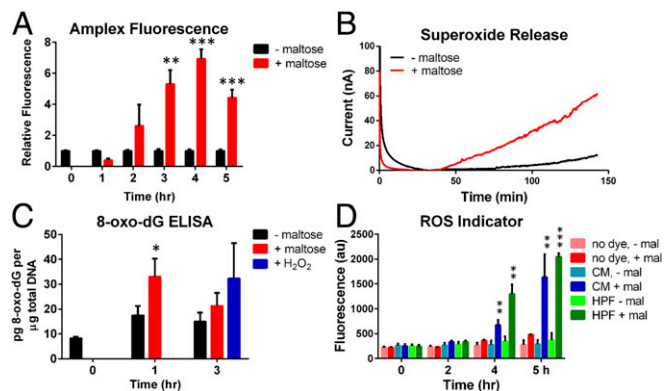 A
Amplex Fluorescence
Relative Fluorescence
8
6
4
2
0
** *** ***
0 1 2 3 4 5
Time (hr)
- maltose
+ maltose
B
Superoxide Release
- maltose
+ maltose
Current (nA)
100
80
60
40
20
0
0 50 100 150
Time (min)
C
8-oxo-dG ELISA
pg 8-oxo-dG per
μg total DNA
50
40
30
20
10
0
*
0 1 3
Time (hr)
- maltose
+ maltose
+ H₂O₂
D
ROS Indicator
Fluorescence (au)
2500
2000
1500
1000
500
0
** ** ** ***
0 2 4 5 h
Time (hr)
no dye, - mal
no dye, + mal
CM, - mal
CM + mal
HPF - mal
HPF + mal